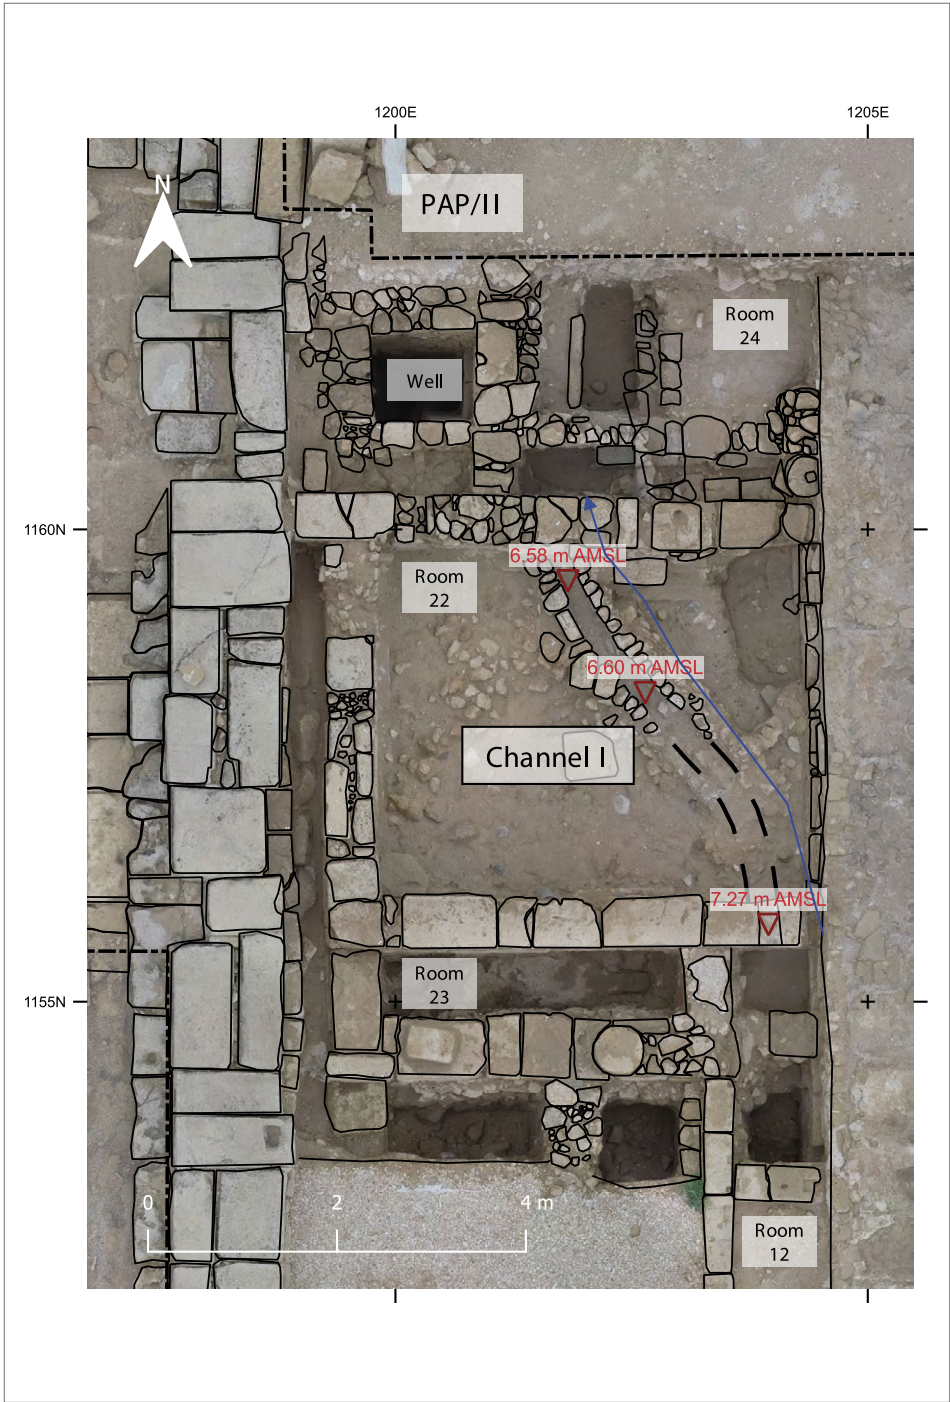 1200E
1205E
N
PAP/II
Room
24
Well
1160N
6.58 m AMSL
Room
22
6.60 m AMSL
Channel I
7.27 m AMSL
Room
23
1155N
0
2
4 m
Room
12